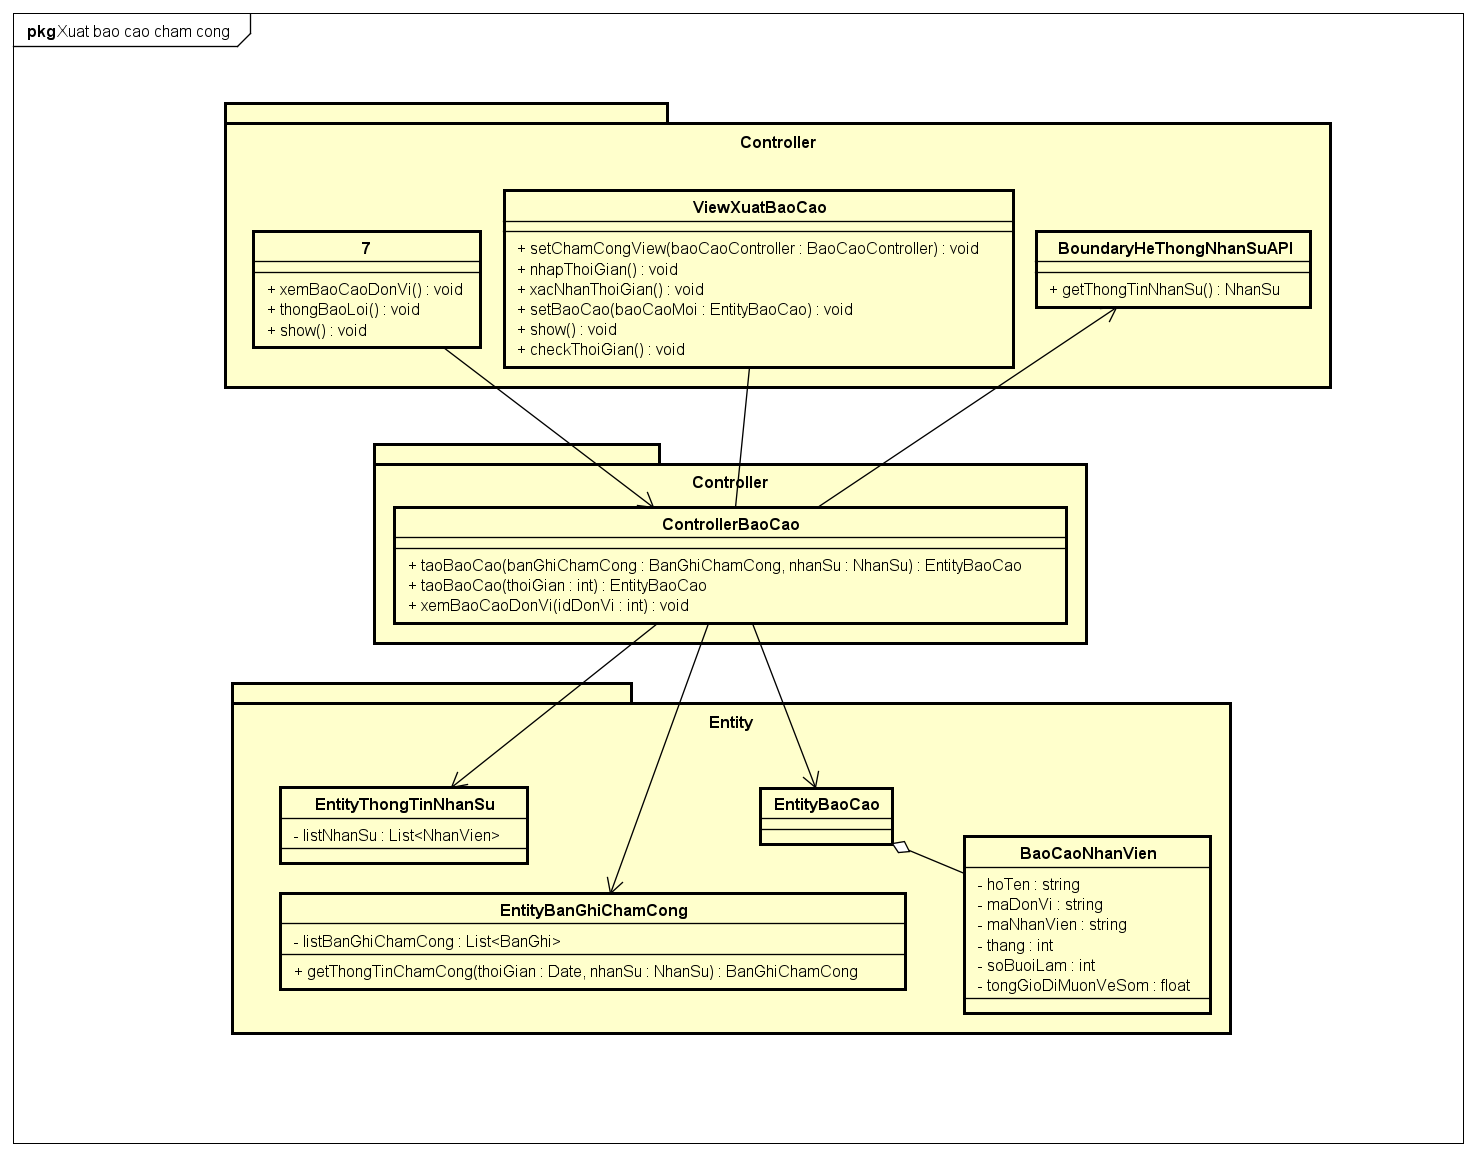 pkg Xuat bao cao cham cong
Controller
7
+ xemBaoCaoDonVi() : void
+ thongBaoLoi() : void
+ show() : void
ViewXuatBaoCao
+ setChamCongView(baoCaoController : BaoCaoController) : void
+ nhapThoiGian() : void
+ xacNhanThoiGian() : void
+ setBaoCao(baoCaoMoi : EntityBaoCao) : void
+ show() : void
+ checkThoiGian() : void
BoundaryHeThongNhanSuAPI
+ getThongTinNhanSu() : NhanSu
Controller
ControllerBaoCao
+ taoBaoCao(banGhiChamCong : BanGhiChamCong, nhanSu : NhanSu) : EntityBaoCao
+ taoBaoCao(thoiGian : int) : EntityBaoCao
+ xemBaoCaoDonVi(idDonVi : int) : void
Entity
EntityThongTinNhanSu
- listNhanSu : List<NhanVien>
EntityBaoCao
EntityBanGhiChamCong
- listBanGhiChamCong : List<BanGhi>
+ getThongTinChamCong(thoiGian : Date, nhanSu : NhanSu) : BanGhiChamCong
BaoCaoNhanVien
- hoTen : string
- maDonVi : string
- maNhanVien : string
- thang : int
- soBuoiLam : int
- tongGioDiMuonVeSom : float